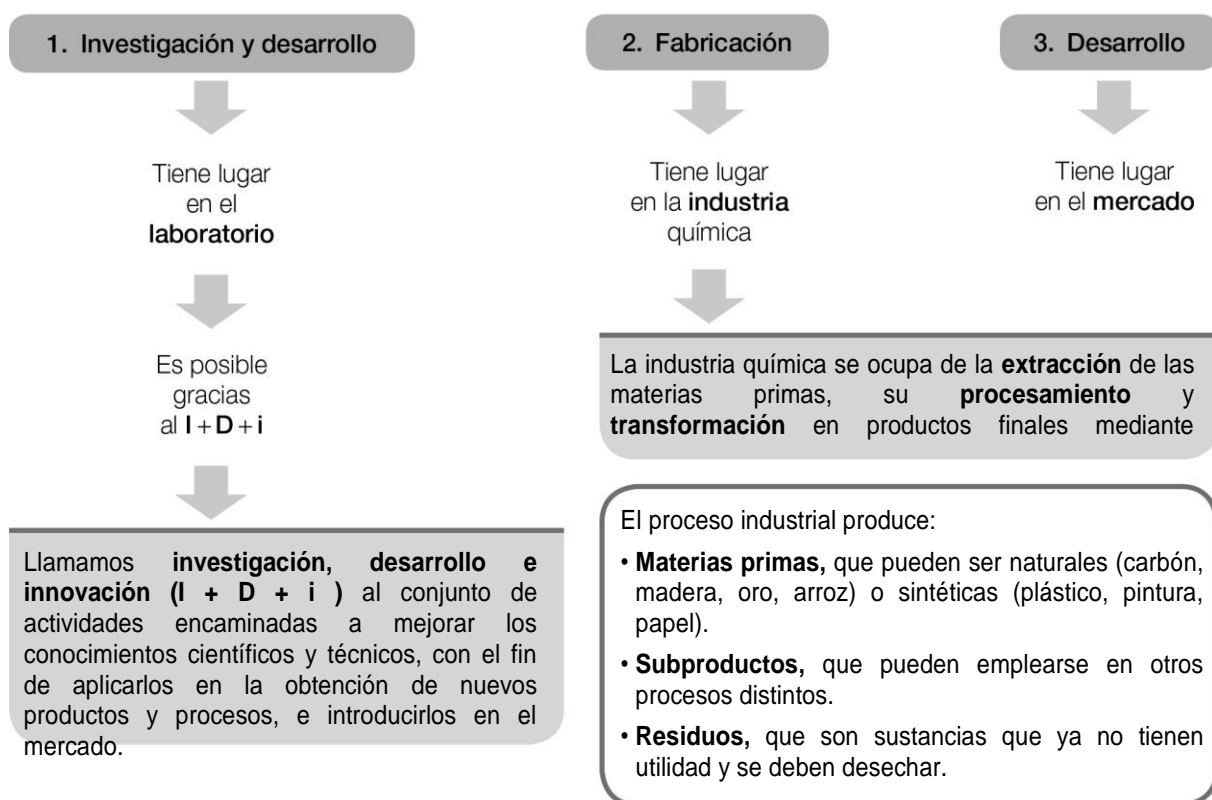 1. Investigación y desarrollo
Tiene lugar
en el
laboratorio
Es posible
gracias
al I + D + i
Llamamos investigación, desarrollo e
innovación (I + D + i ) al conjunto de
actividades encaminadas a mejorar los
conocimientos científicos y técnicos, con el fin
de aplicarlos en la obtención de nuevos
productos y procesos, e introducirlos en el
mercado.
2. Fabricación
Tiene lugar
en la industria
química
La industria química se ocupa de la extracción de las
materias primas, su procesamiento y
transformación en productos finales mediante
El proceso industrial produce:
• Materias primas, que pueden ser naturales (carbón,
madera, oro, arroz) o sintéticas (plástico, pintura,
papel).
• Subproductos, que pueden emplearse en otros
procesos distintos.
• Residuos, que son sustancias que ya no tienen
utilidad y se deben desechar.
3. Desarrollo
Tiene lugar
en el mercado